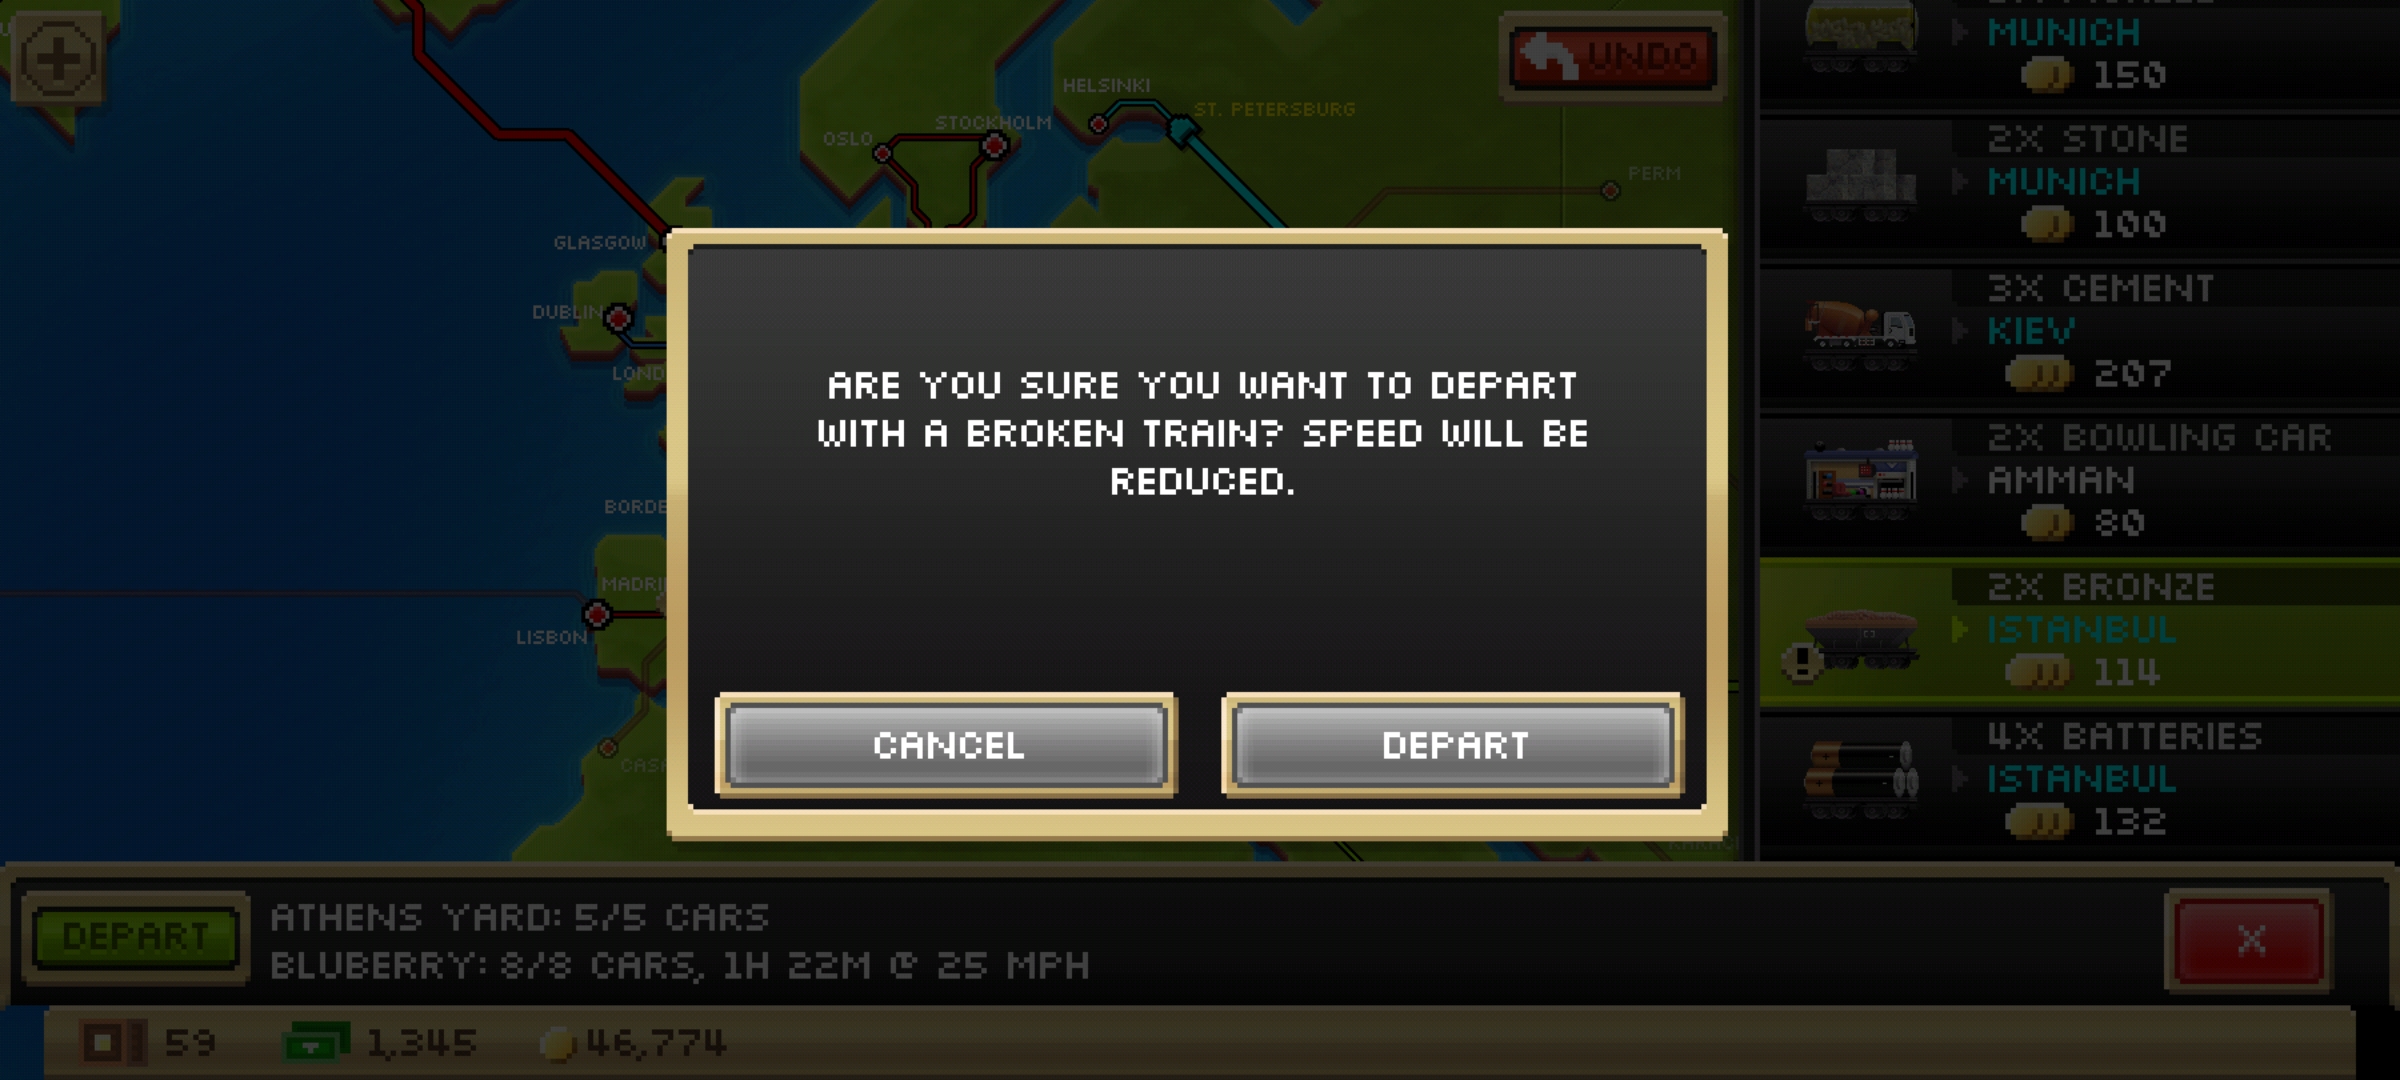 UNDO
HELSINKI
ST. PETERSBURG
STOCKHOLM
OSLO
PERM
GLASGOW
DUBLIN
LOND
BORDE
MADRI
LISBON
CASA
ARE YOU SURE YOU WANT TO DEPART
WITH A BROKEN TRAIN? SPEED WILL BE
REDUCED.
CANCEL
DEPART
MUNICH
150
2X STONE
MUNICH
100
3X CEMENT
KIEV
207
2X BOWLING CAR
AMMAN
80
2X BRONZE
ISTANBUL
114
4X BATTERIES
ISTANBUL
132
DEPART
ATHENS YARD: 5/5 CARS
BLUBERRY: 8/8 CARS, 1H 22M @ 25 MPH
X
59
1,345
46,774